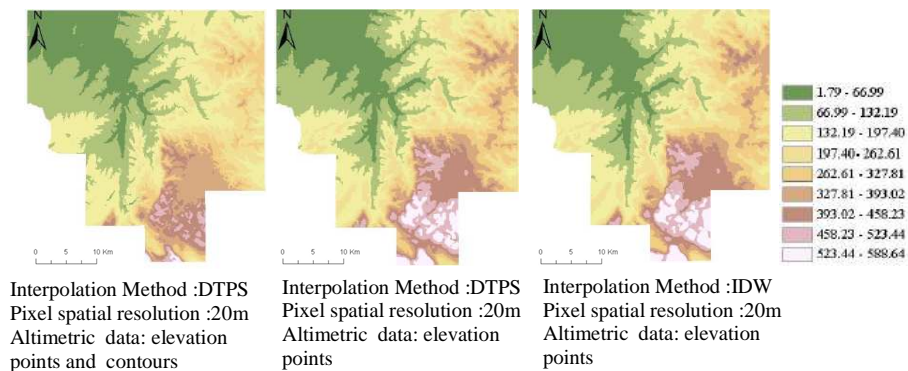 N
N
N
0 5 10 Km
0 5 10 Km
0 5 10 Km
1.79 - 66.99
66.99 - 132.19
132.19 - 197.40
197.40 - 262.61
262.61 - 327.81
327.81 - 393.02
393.02 - 458.23
458.23 - 523.44
523.44 - 588.64
Interpolation Method :DTPS
Pixel spatial resolution :20m
Altimetric data: elevation
points and contours
Interpolation Method :DTPS
Pixel spatial resolution :20m
Altimetric data: elevation
points
Interpolation Method :IDW
Pixel spatial resolution :20m
Altimetric data: elevation
points